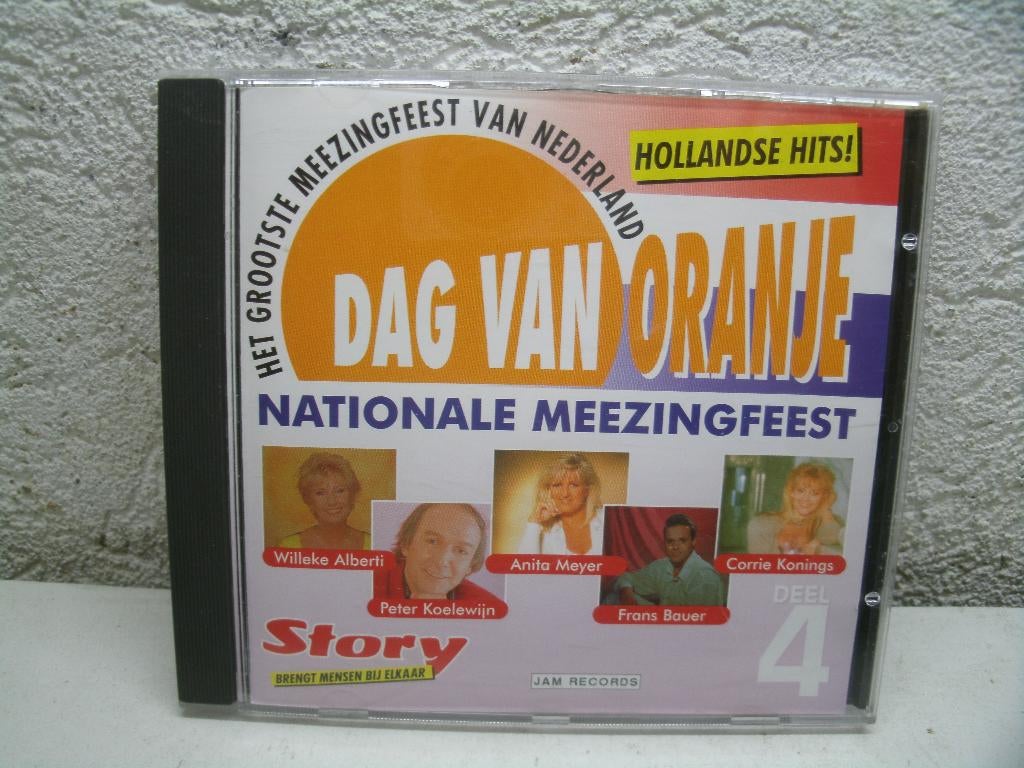 HET GROOTSTE MEEZINGFEEST VAN NEDERLAND
HOLLANDSE HITS!
DAG VAN ORANJE
NATIONALE MEEZINGFEEST
Willeke Alberti
Peter Koelewijn
Anita Meyer
Frans Bauer
Corrie Konings
DEEL
4
Story
BRENGT MENSEN BIJ ELKAAR
JAM RECORDS